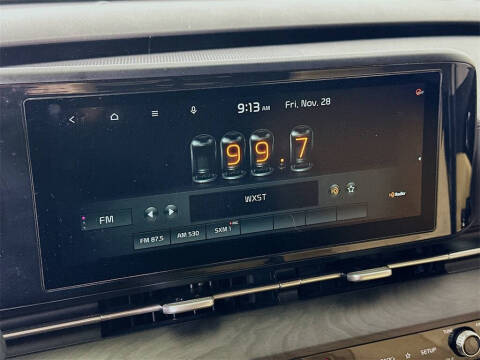 9:13 AM Fri, Nov. 28
99.7
WXST
FM
HD Radio
FM 87.5 AM 530 SXM 1
SETUP